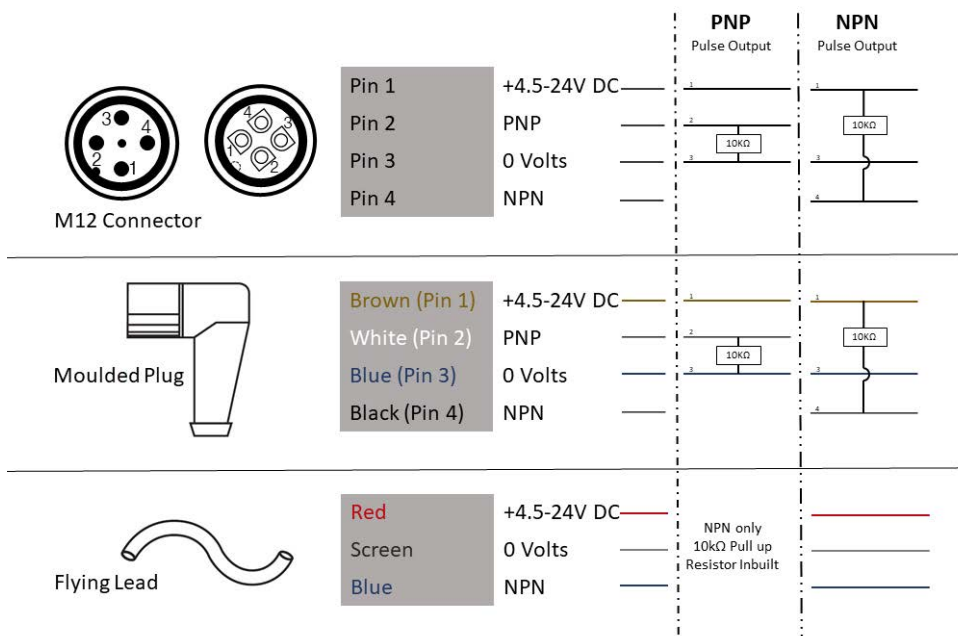 PNP
Pulse Output
NPN
Pulse Output
Pin 1
+4.5-24V DC
Pin 2
PNP
Pin 3
0 Volts
Pin 4
NPN
3
4
2
1
4
3
1
2
M12 Connector
1
2
10KΩ
3
1
10KΩ
3
4
Brown (Pin 1)
+4.5-24V DC
White (Pin 2)
PNP
Blue (Pin 3)
0 Volts
Black (Pin 4)
NPN
Moulded Plug
1
2
10KΩ
3
1
10KΩ
3
4
Red
+4.5-24V DC
Screen
0 Volts
Blue
NPN
Flying Lead
NPN only
10kΩ Pull up
Resistor Inbuilt